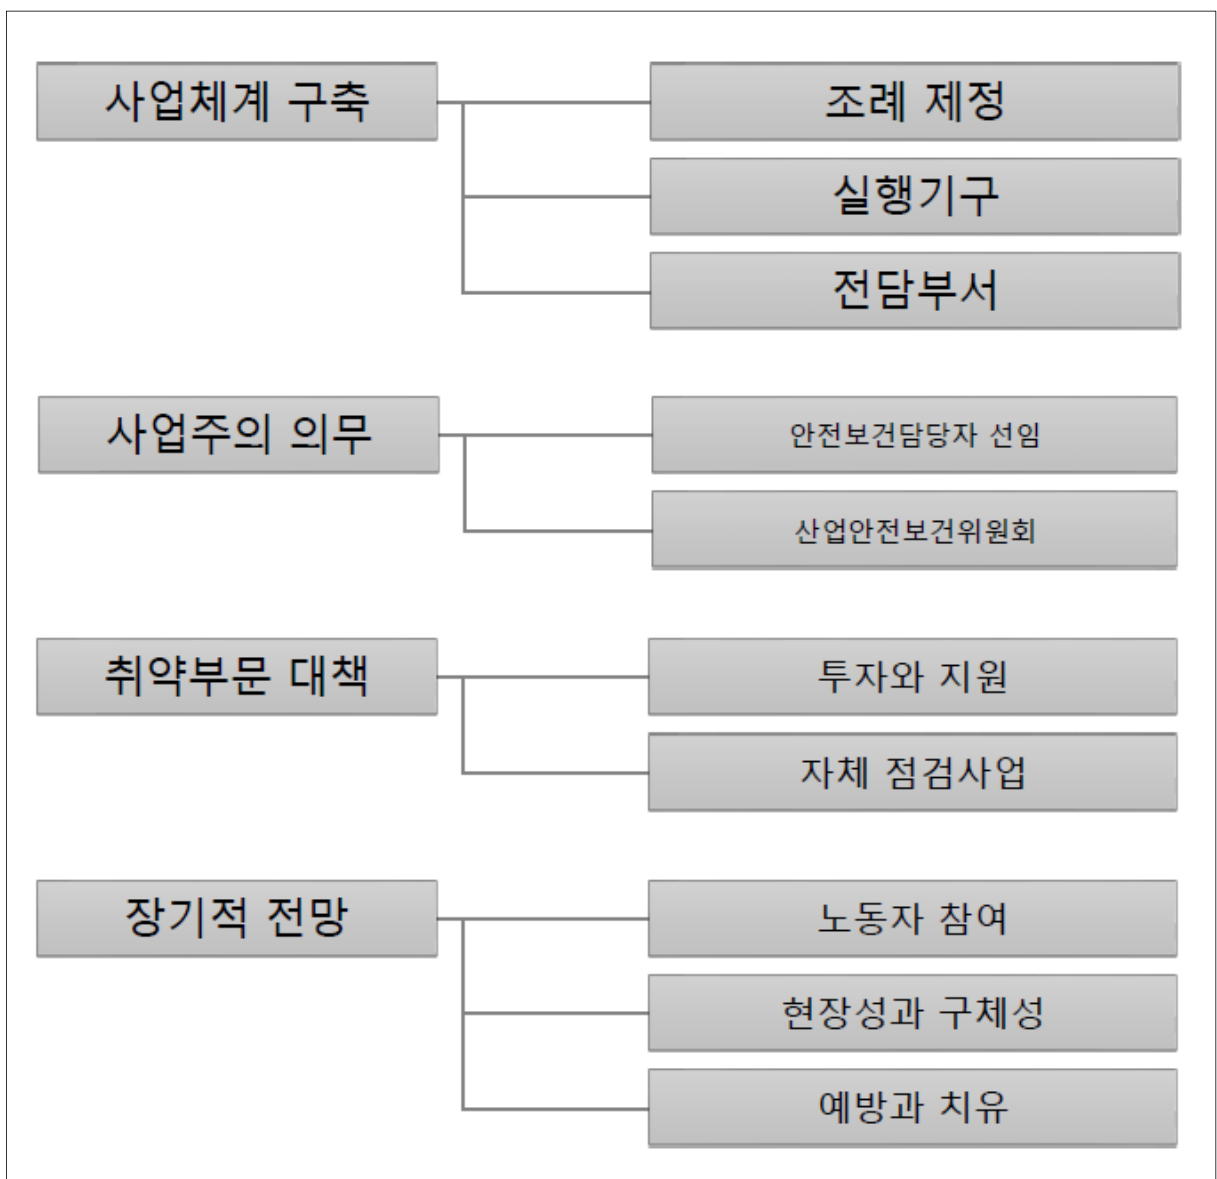 사업체계 구축
조례 제정
실행기구
전담부서
사업주의 의무
안전보건담당자 선임
산업안전보건위원회
취약부문 대책
투자와 지원
자체 점검사업
장기적 전망
노동자 참여
현장성과 구체성
예방과 치유